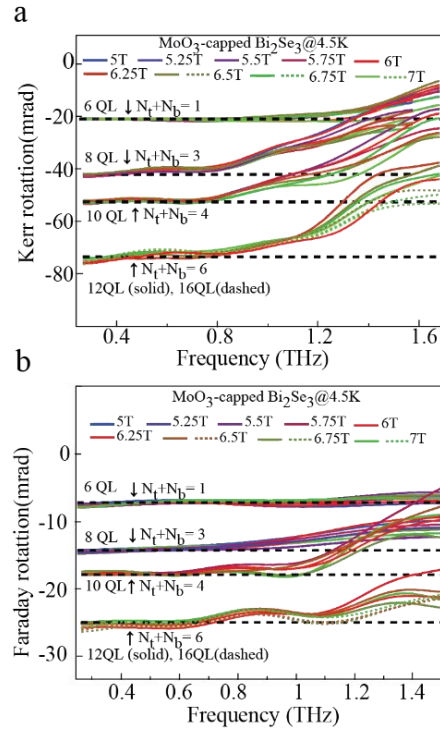 a
MoO3-capped Bi2Se3@4.5K
5T 5.25T 5.5T 5.75T 6T
6.25T 6.5T 6.75T 7T
0
-20
-40
-60
-80
Kerr rotattion(mrad)
6 QL ↓ Nt+Nb= 1
8 QL ↓ Nt+Nb= 3
10 QL ↑ Nt+Nb= 4
↑ Nt+Nb= 6
12QL (solid), 16QL(dashed)
0.4 0.8 1.2 1.6
Frequency (THz)
b
MoO3-capped Bi2Se3@4.5K
5T 5.25T 5.5T 5.75T 6T
6.25T 6.5T 6.75T 7T
0
-10
-20
-30
Faraday rotattion(mrad)
6 QL ↓ Nt+Nb= 1
8 QL ↓ Nt+Nb= 3
10 QL ↑ Nt+Nb= 4
↑ Nt+Nb= 6
12QL (solid), 16QL(dashed)
0.4 0.6 0.8 1 1.2 1.4
Frequency (THz)